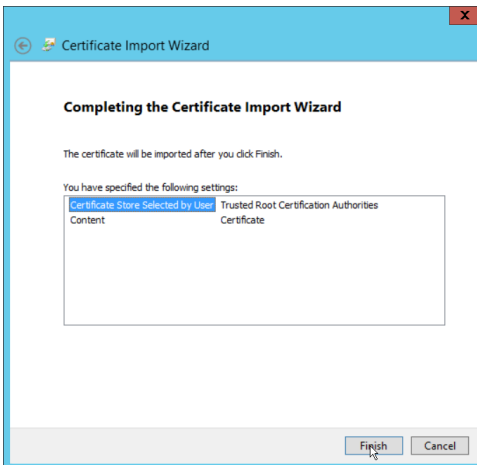 X
Certificate Import Wizard
Completing the Certificate Import Wizard
The certificate will be imported after you click Finish.
You have specified the following settings:
Certificate Store Selected by User Trusted Root Certification Authorities
Content Certificate
Finish Cancel